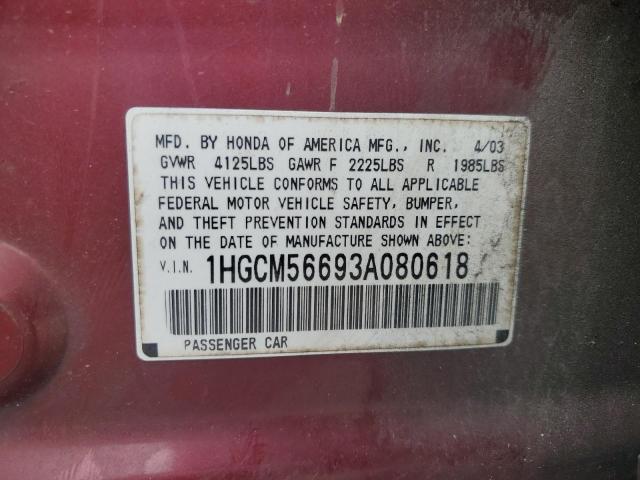 MFD. BY HONDA OF AMERICA MFG., INC. 4/03
GVWR 4125LBS GAWR F 2225LBS R 1985LBS
THIS VEHICLE CONFORMS TO ALL APPLICABLE
FEDERAL MOTOR VEHICLE SAFETY, BUMPER,
AND THEFT PREVENTION STANDARDS IN EFFECT
ON THE DATE OF MANUFACTURE SHOWN ABOVE:
V.I.N. 1HGCM56693A080618
PASSENGER CAR